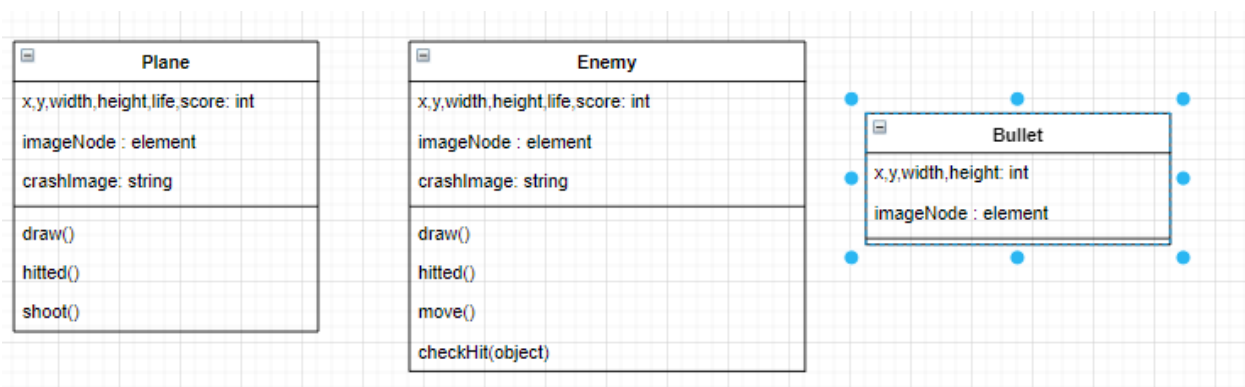 Plane
x,y,width,height,life,score: int
imageNode : element
crashImage: string
draw()
hitted()
shoot()
Enemy
x,y,width,height,life,score: int
imageNode : element
crashImage: string
draw()
hitted()
move()
checkHit(object)
Bullet
x,y,width,height: int
imageNode : element